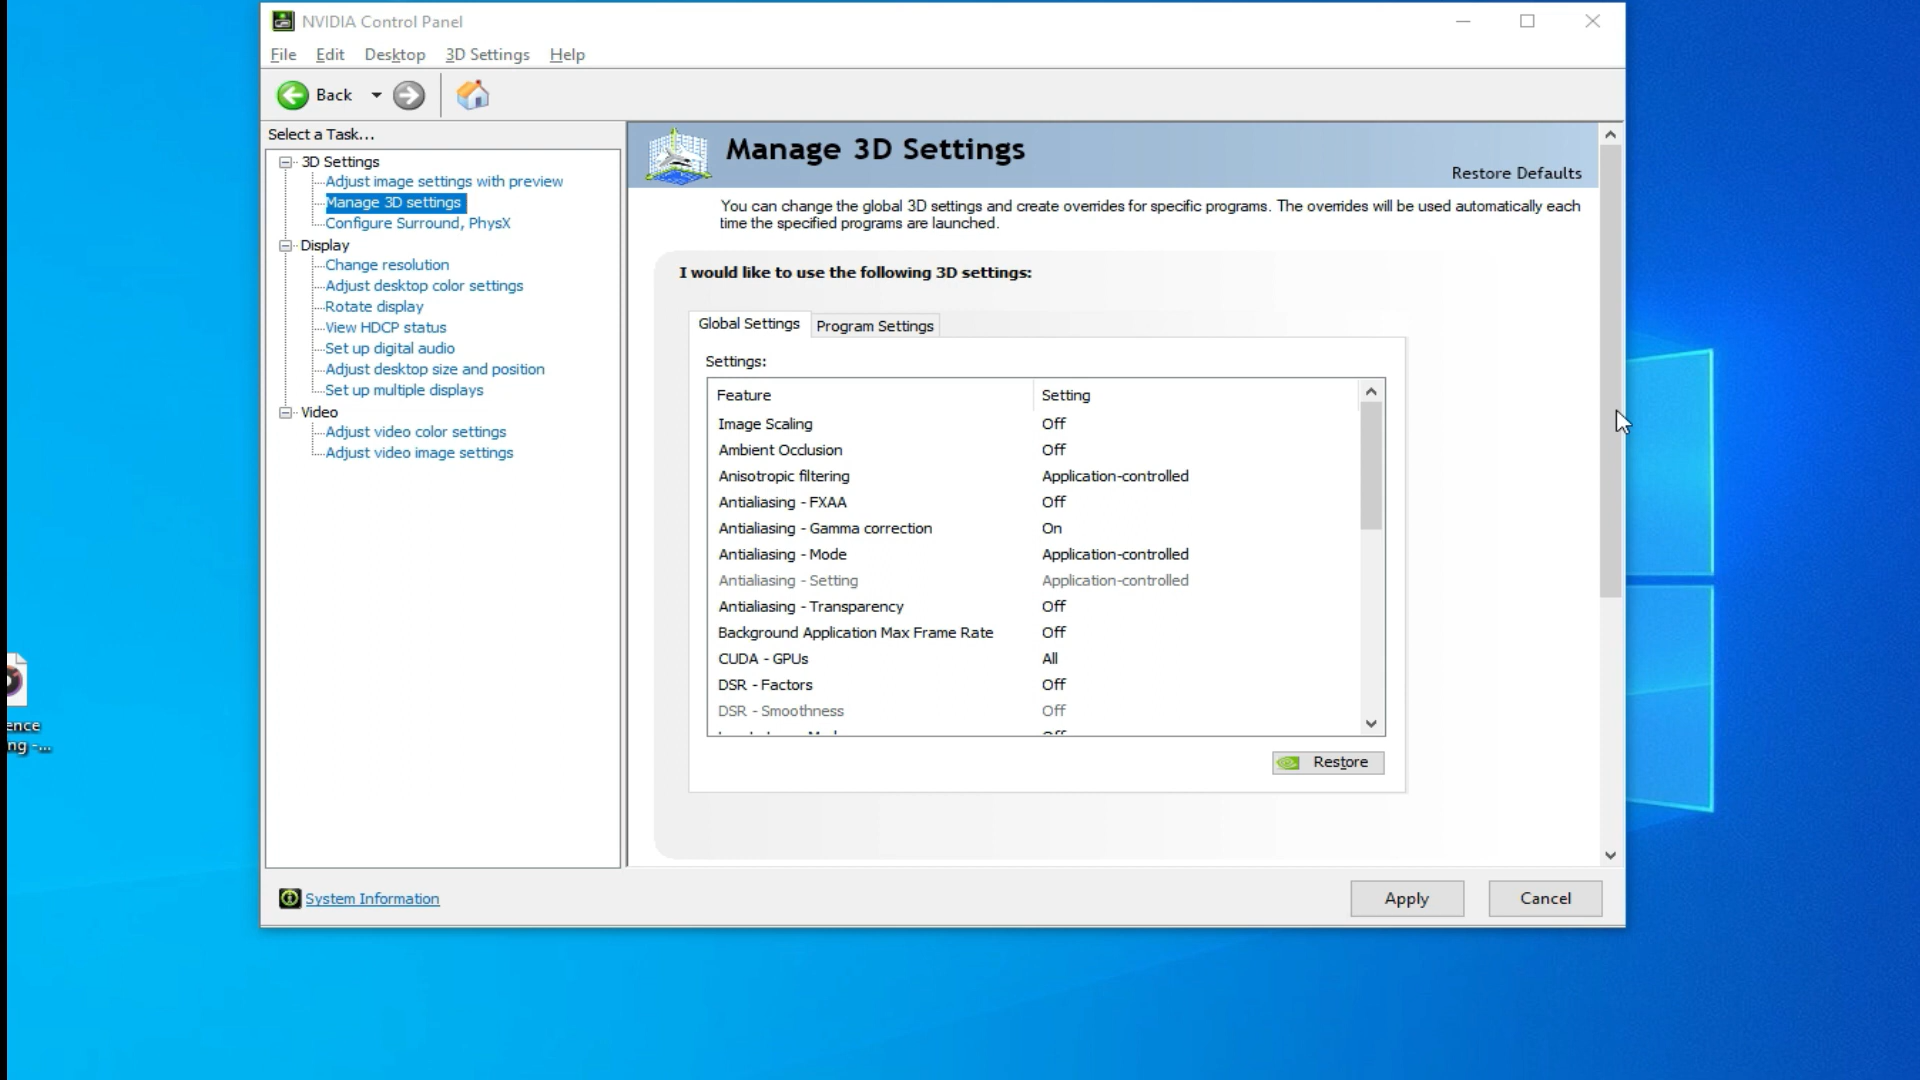 NVIDIA Control Panel
File Edit Desktop 3D Settings Help
Back
Select a Task...
3D Settings
Adjust image settings with preview
Manage 3D settings
Configure Surround, PhysX
Display
Change resolution
Adjust desktop color settings
Rotate display
View HDCP status
Set up digital audio
Adjust desktop size and position
Set up multiple displays
Video
Adjust video color settings
Adjust video image settings
System Information
Manage 3D Settings
Restore Defaults
You can change the global 3D settings and create overrides for specific programs. The overrides will be used automatically each
time the specified programs are launched.
I would like to use the following 3D settings:
Global Settings Program Settings
Settings:
Feature Setting
Image Scaling Off
Ambient Occlusion Off
Anisotropic filtering Application-controlled
Antialiasing - FXAA Off
Antialiasing - Gamma correction On
Antialiasing - Mode Application-controlled
Antialiasing - Setting Application-controlled
Antialiasing - Transparency Off
Background Application Max Frame Rate Off
CUDA - GPUs All
DSR - Factors Off
DSR - Smoothness Off
Restore
Apply Cancel
ence
ng -...